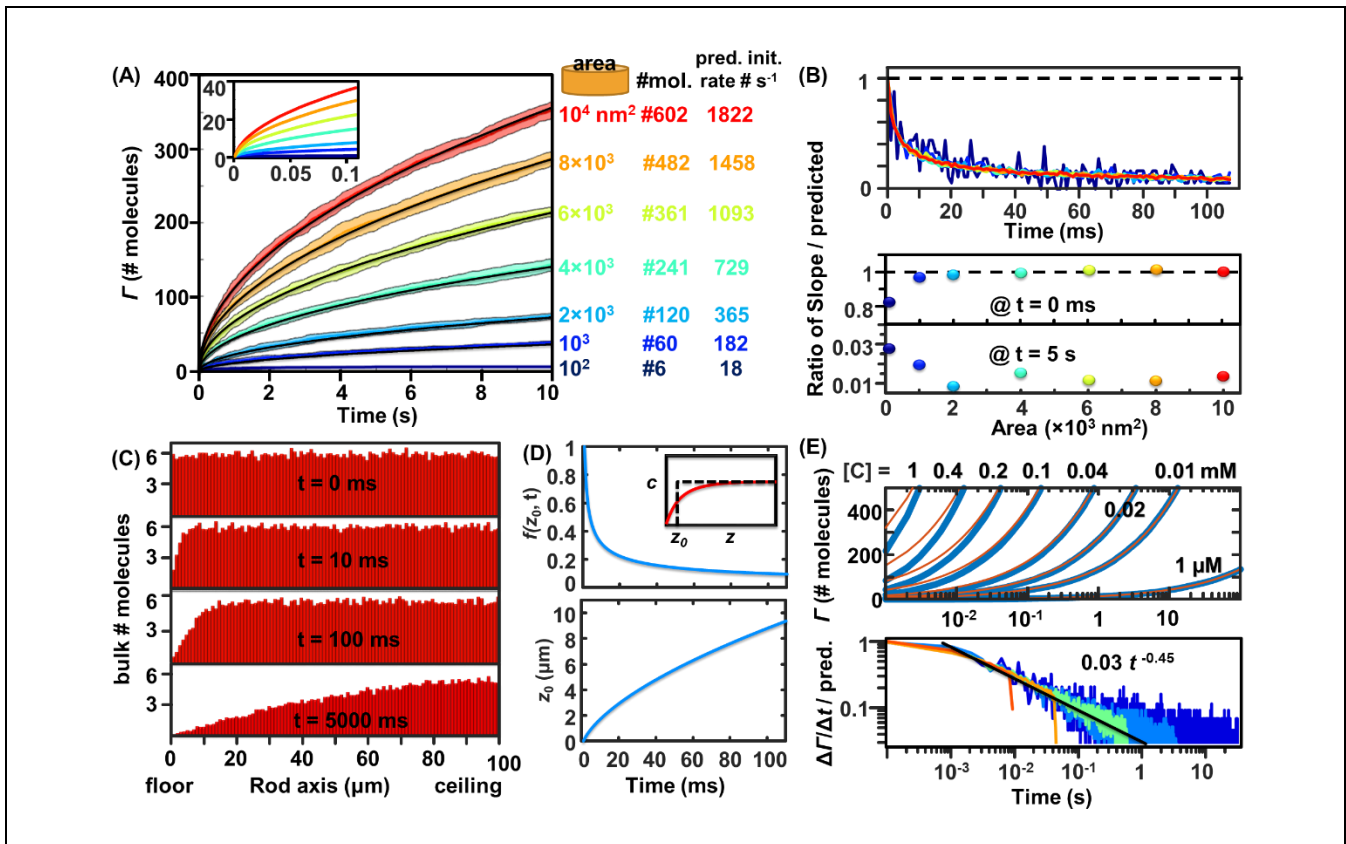 (A)
400
300
200
100
0
Γ (# molecules)
40
20
0
0 0.05 0.1
0 2 4 6 8 10
Time (s)
area #mol. pred. init. rate # s⁻¹
10⁴ nm² #602 1822
8×10³ #482 1458
6×10³ #361 1093
4×10³ #241 729
2×10³ #120 365
10³ #60 182
10² #6 18
(B)
1
0
0 20 40 60 80 100
Time (ms)
Ratio of Slope / predicted
1
0.8
@ t = 0 ms
0.03
0.01
@ t = 5 s
0 2 4 6 8 10
Area (×10³ nm²)
(C)
bulk # molecules
6
3
t = 0 ms
6
3
t = 10 ms
6
3
t = 100 ms
6
3
t = 5000 ms
0 20 40 60 80 100
floor Rod axis (µm) ceiling
(D)
f(z₀, t)
1
0.8
0.6
0.4
0.2
0
c
z₀ z
z₀ (µm)
10
8
6
4
2
0
0 20 40 60 80 100
Time (ms)
(E)
[C] = 1 0.4 0.2 0.1 0.04 0.01 mM
0.02
1 µM
Γ (# molecules)
400
200
0
10⁻² 10⁻¹ 1 10
ΔΓ/Δt / pred.
1
0.1
0.03 t⁻⁰·⁴⁵
10⁻³ 10⁻² 10⁻¹ 1 10
Time (s)